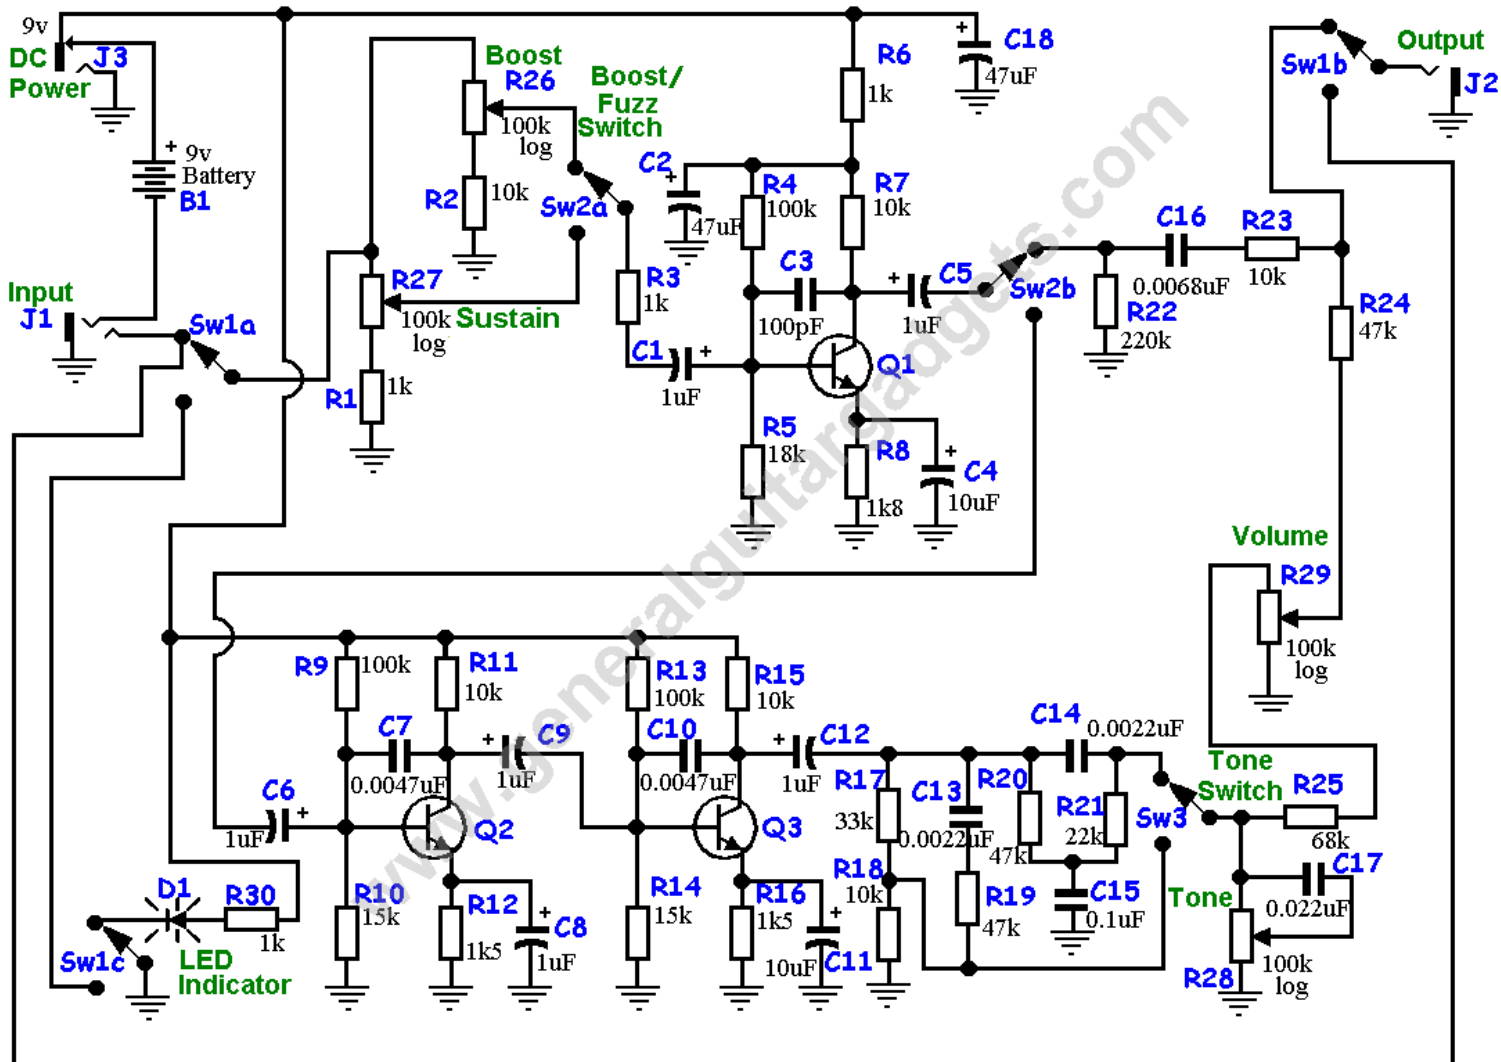 9v
DC
Power
J3
+
9v
Battery
B1
Input
J1
Sw1a
Boost
R26
100k
log
R2
10k
Boost/
Fuzz
Switch
Sw2a
R27
100k
log
Sustain
R1
1k
R3
1k
C1
+
1uF
C2
+
47uF
R4
100k
R6
1k
R7
10k
+
C18
47uF
C3
100pF
+
C5
1uF
Q1
R5
18k
R8
1k8
+
C4
10uF
Sw2b
R22
220k
C16
0.0068uF
R23
10k
R24
47k
Sw1b
Output
J2
Volume
R29
100k
log
R9
100k
R11
10k
C7
0.0047uF
+
C9
1uF
C6
+
1uF
Q2
R10
15k
R12
1k5
+
C8
1uF
R13
100k
R15
10k
C10
0.0047uF
+
C12
1uF
Q3
R14
15k
R16
1k5
+
10uF
C11
R17
33k
R18
10k
C13
0.0022uF
R19
47k
R20
47k
C14
0.0022uF
R21
22k
C15
0.1uF
Tone
Switch
Sw3
R25
68k
C17
0.022uF
Tone
R28
100k
log
D1
R30
1k
LED
Indicator
Sw1c
www.generalguitargadgets.com